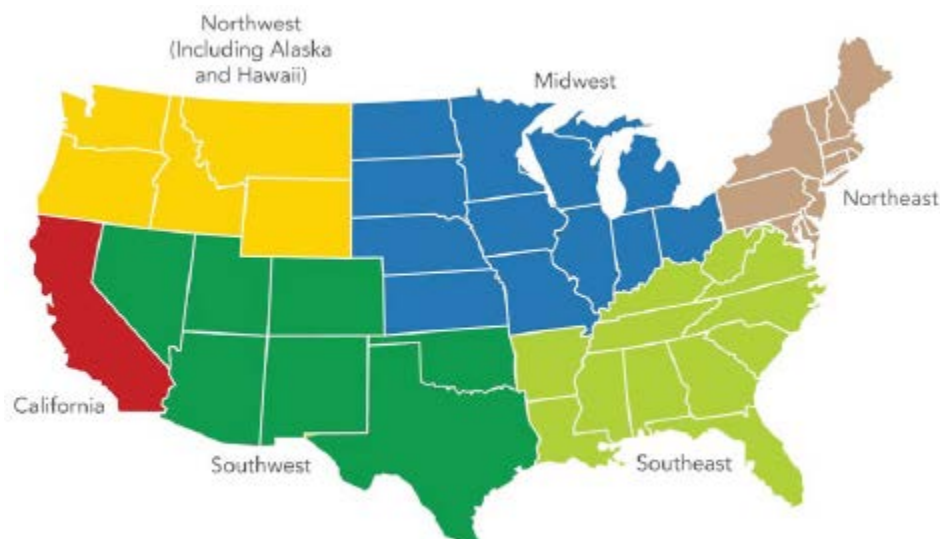 Northwest
(Including Alaska
and Hawaii)
Midwest
Northeast
California
Southwest
Southeast